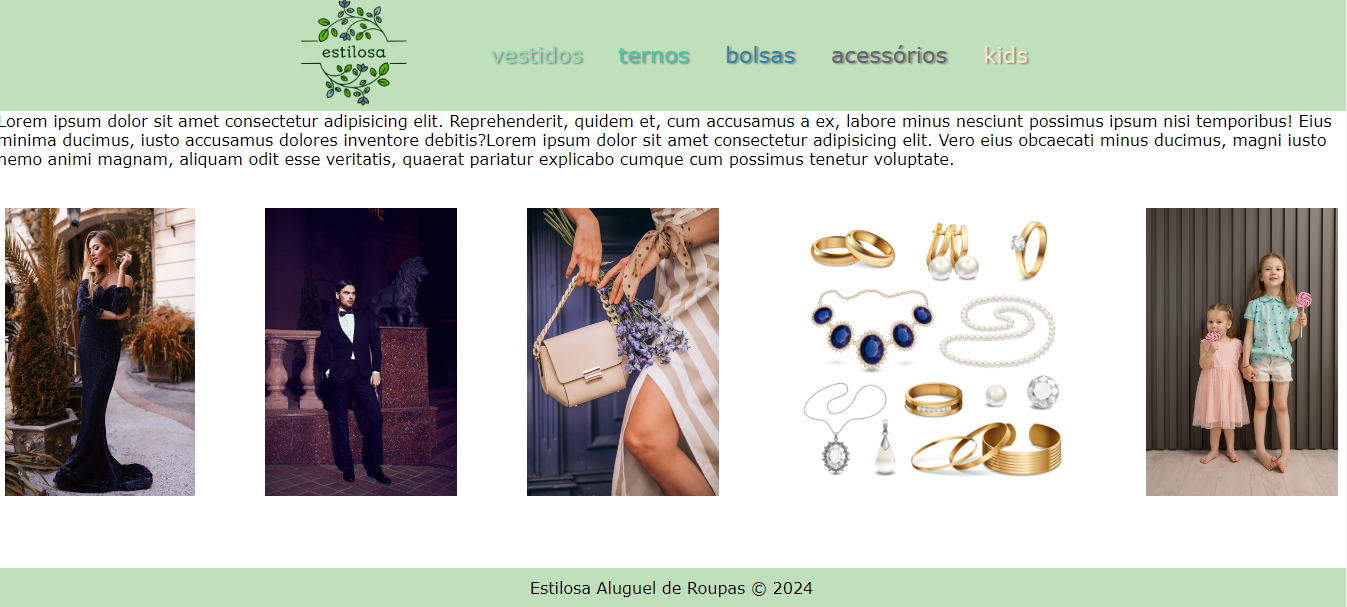 estilosa
vestidos ternos bolsas acessórios kids
Lorem ipsum dolor sit amet consectetur adipisicing elit. Reprehenderit, quidem et, cum accusamus a ex, labore minus nesciunt possimus ipsum nisi temporibus! Eius
minima ducimus, iusto accusamus dolores inventore debitis?Lorem ipsum dolor sit amet consectetur adipisicing elit. Vero eius obcaecati minus ducimus, magni iusto
nemo animi magnam, aliquam odit esse veritatis, quaerat pariatur explicabo cumque cum possimus tenetur voluptate.
Estilosa Aluguel de Roupas © 2024